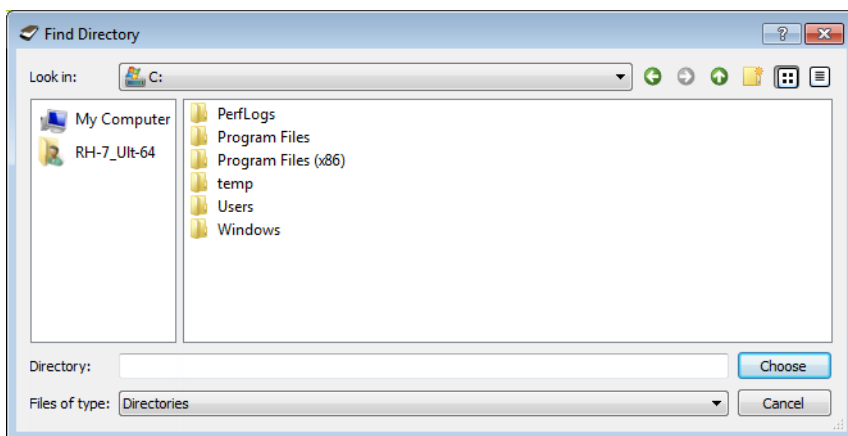 Find Directory
Look in: C:
My Computer
RH-7_Ult-64
PerfLogs
Program Files
Program Files (x86)
temp
Users
Windows
Directory: Choose
Files of type: Directories Cancel